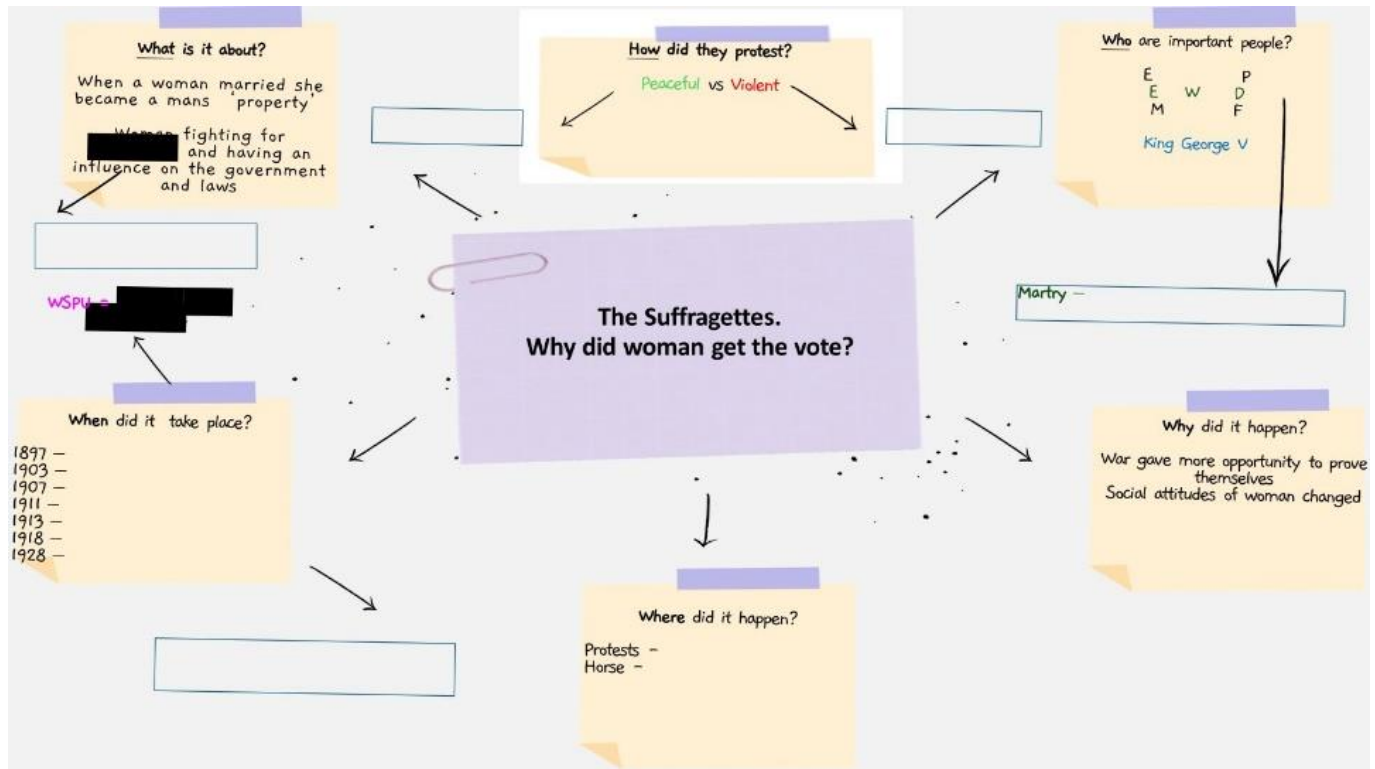 What is it about?
When a woman married she
became a mans 'property'
Woman fighting for
and having an
influence on the government
and laws
How did they protest?
Peaceful vs Violent
Who are important people?
E P
E W D
M F
King George V
WSPU =
The Suffragettes.
Why did woman get the vote?
Martry –
When did it take place?
1897 –
1903 –
1907 –
1911 –
1913 –
1918 –
1928 –
Why did it happen?
War gave more opportunity to prove
themselves
Social attitudes of woman changed
Where did it happen?
Protests –
Horse –